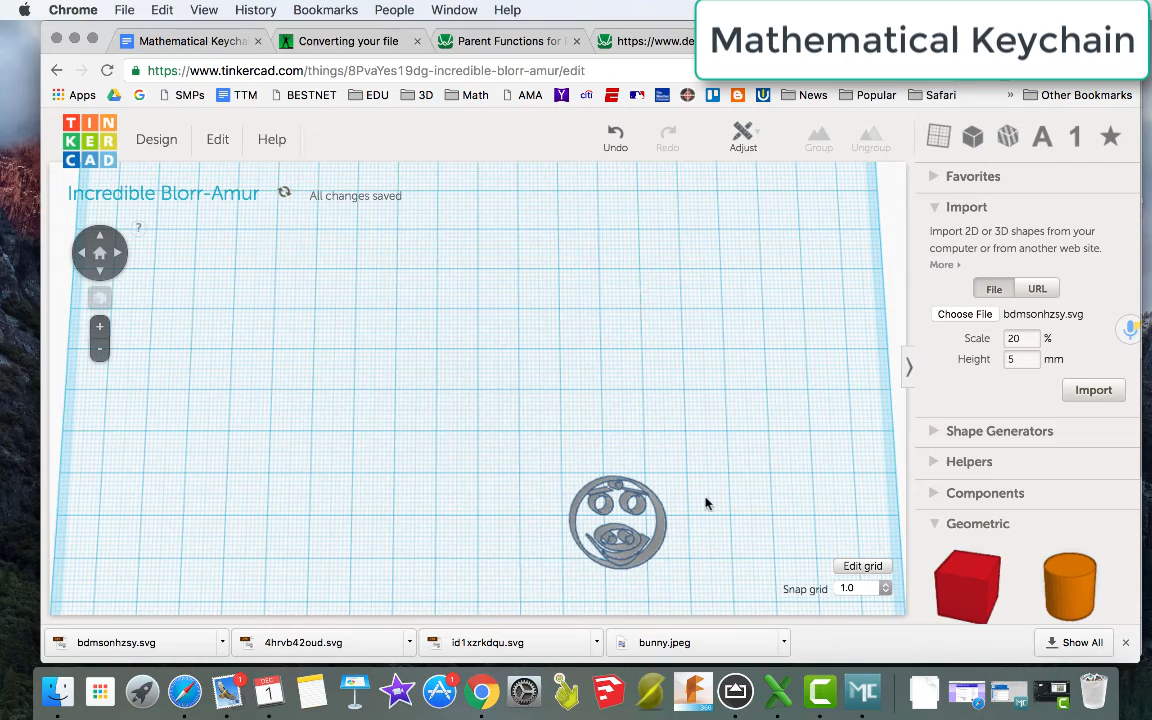 Chrome File Edit View History Bookmarks People Window Help
Mathematical Keychain
Mathematical Keycha Converting your file Parent Functions for E https://www.de
https://www.tinkercad.com/things/8PvaYes19dg-incredible-blorr-amur/edit
Apps SMPs TTM BESTNET EDU 3D Math AMA citi News Popular Safari » Other Bookmarks
TIN
KER
CAD
Design Edit Help Undo Redo Adjust Group Ungroup
Incredible Blorr-Amur All changes saved
?
Favorites
Import
Import 2D or 3D shapes from your
computer or from another web site.
More
File URL
Choose File bdmsonhzsy.svg
Scale 20 %
Height 5 mm
Import
Shape Generators
Helpers
Components
Geometric
Edit grid
Snap grid 1.0
bdmsonhzsy.svg 4hrvb42oud.svg id1xzrkdqu.svg bunny.jpeg Show All